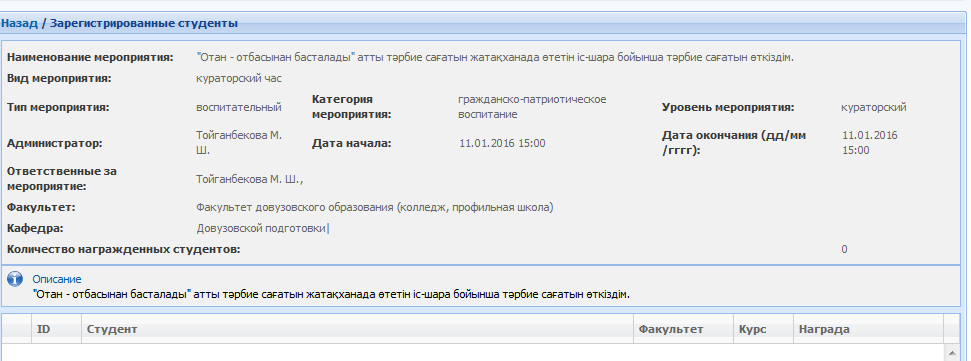 Назад / Зарегистрированные студенты
Наименование мероприятия: "Отан - отбасынан басталады" атты тәрбие сағатын жатақханада өтетін іс-шара бойынша тәрбие сағатын өткіздім.
Вид мероприятия: кураторский час
Тип мероприятия: воспитательный Категория мероприятия: гражданско-патриотическое воспитание Уровень мероприятия: кураторский
Администратор: Тойганбекова М. Ш. Дата начала: 11.01.2016 15:00 Дата окончания (дд/мм /гггг): 11.01.2016 15:00
Ответственные за мероприятие: Тойганбекова М. Ш.,
Факультет: Факультет довузовского образования (колледж, профильная школа)
Кафедра: Довузовской подготовки|
Количество награжденных студентов: 0
Описание
"Отан - отбасынан басталады" атты тәрбие сағатын жатақханада өтетін іс-шара бойынша тәрбие сағатын өткіздім.
ID Студент Факультет Курс Награда